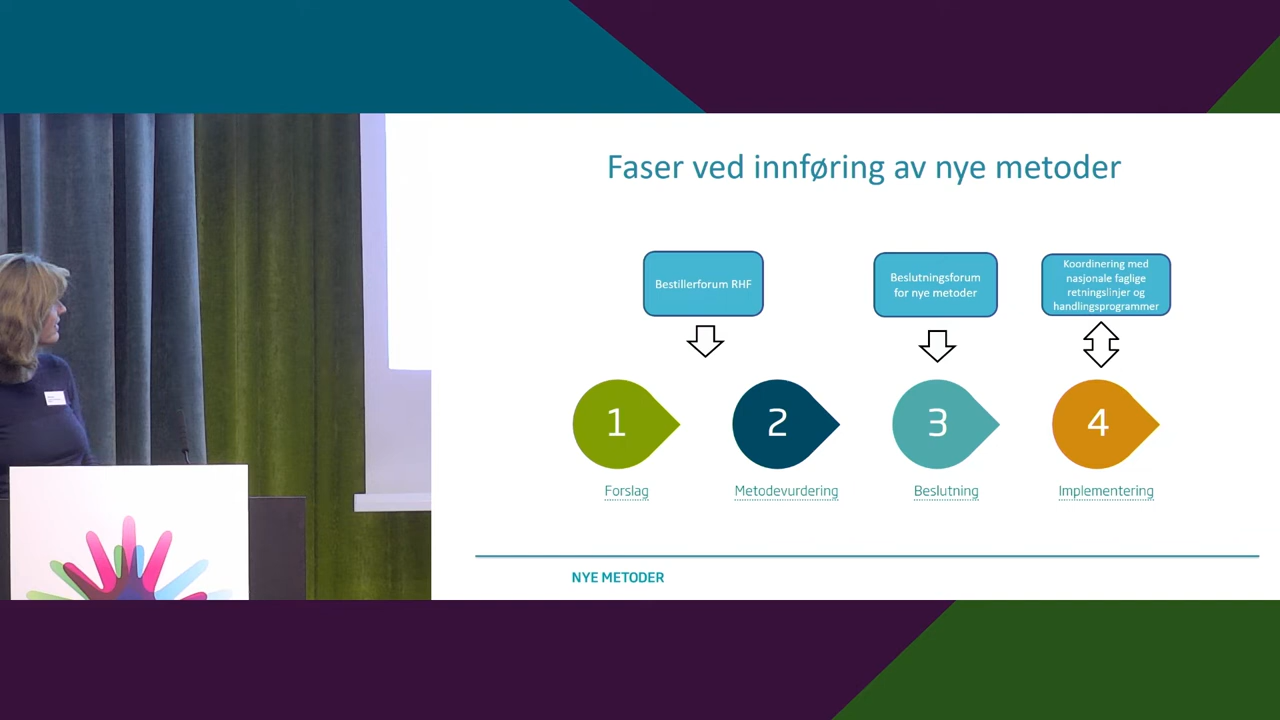 Faser ved innføring av nye metoder
Bestillerforum RHF
Beslutningsforum
for nye metoder
Koordinering med
nasjonale faglige
retningslinjer og
handlingsprogrammer
1
2
3
4
Forslag
Metodevurdering
Beslutning
Implementering
NYE METODER